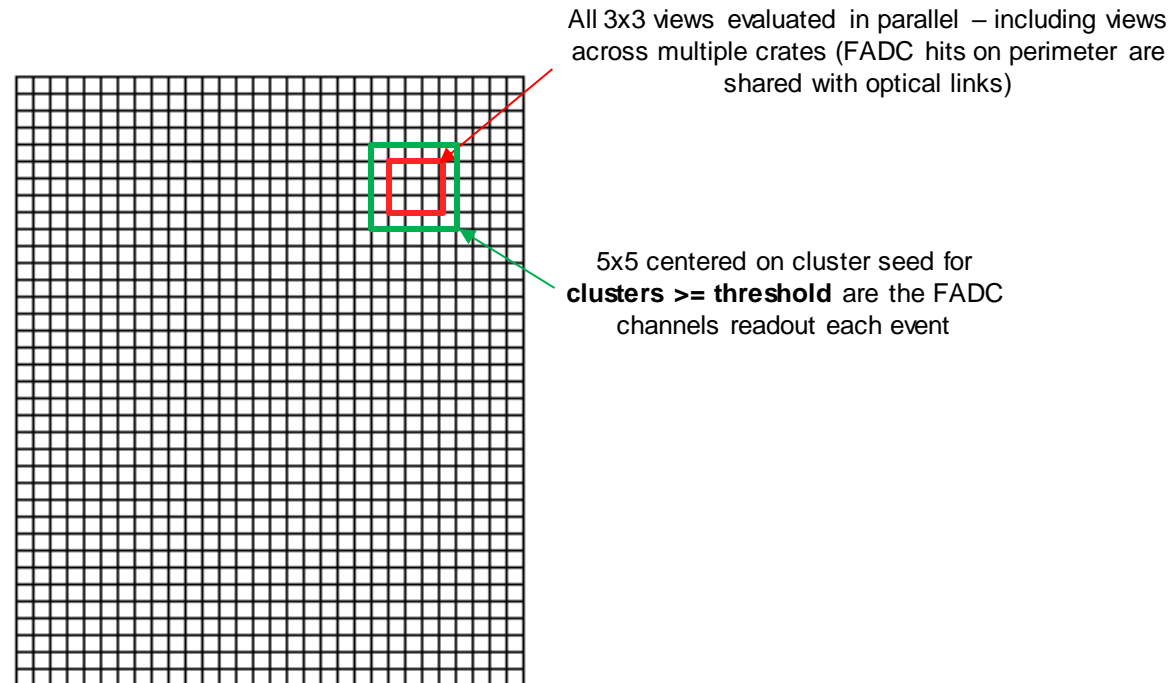 All 3x3 views evaluated in parallel – including views
across multiple crates (FADC hits on perimeter are
shared with optical links)
5x5 centered on cluster seed for
clusters >= threshold are the FADC
channels readout each event